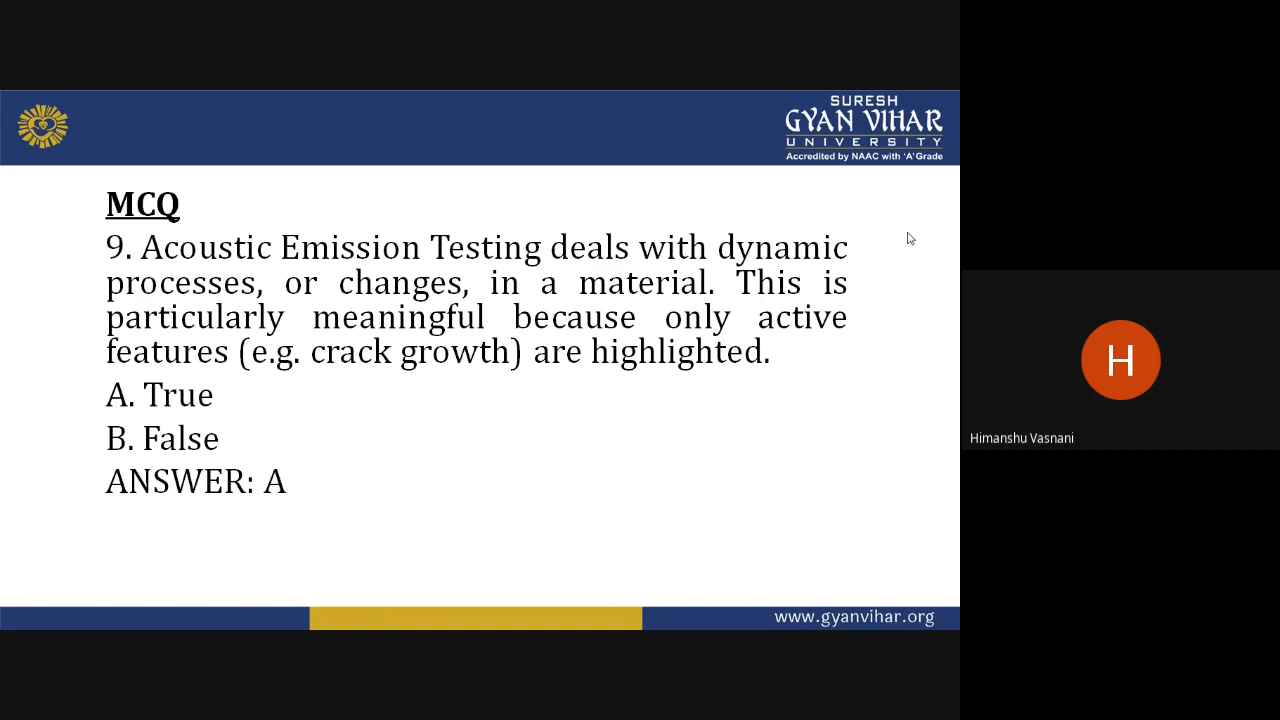 SURESH
GYAN VIHAR
UNIVERSITY
Accredited by NAAC with 'A' Grade
MCQ
9. Acoustic Emission Testing deals with dynamic
processes, or changes, in a material. This is
particularly meaningful because only active
features (e.g. crack growth) are highlighted.
A. True
B. False
ANSWER: A
H
Himanshu Vasnani
www.gyanvihar.org